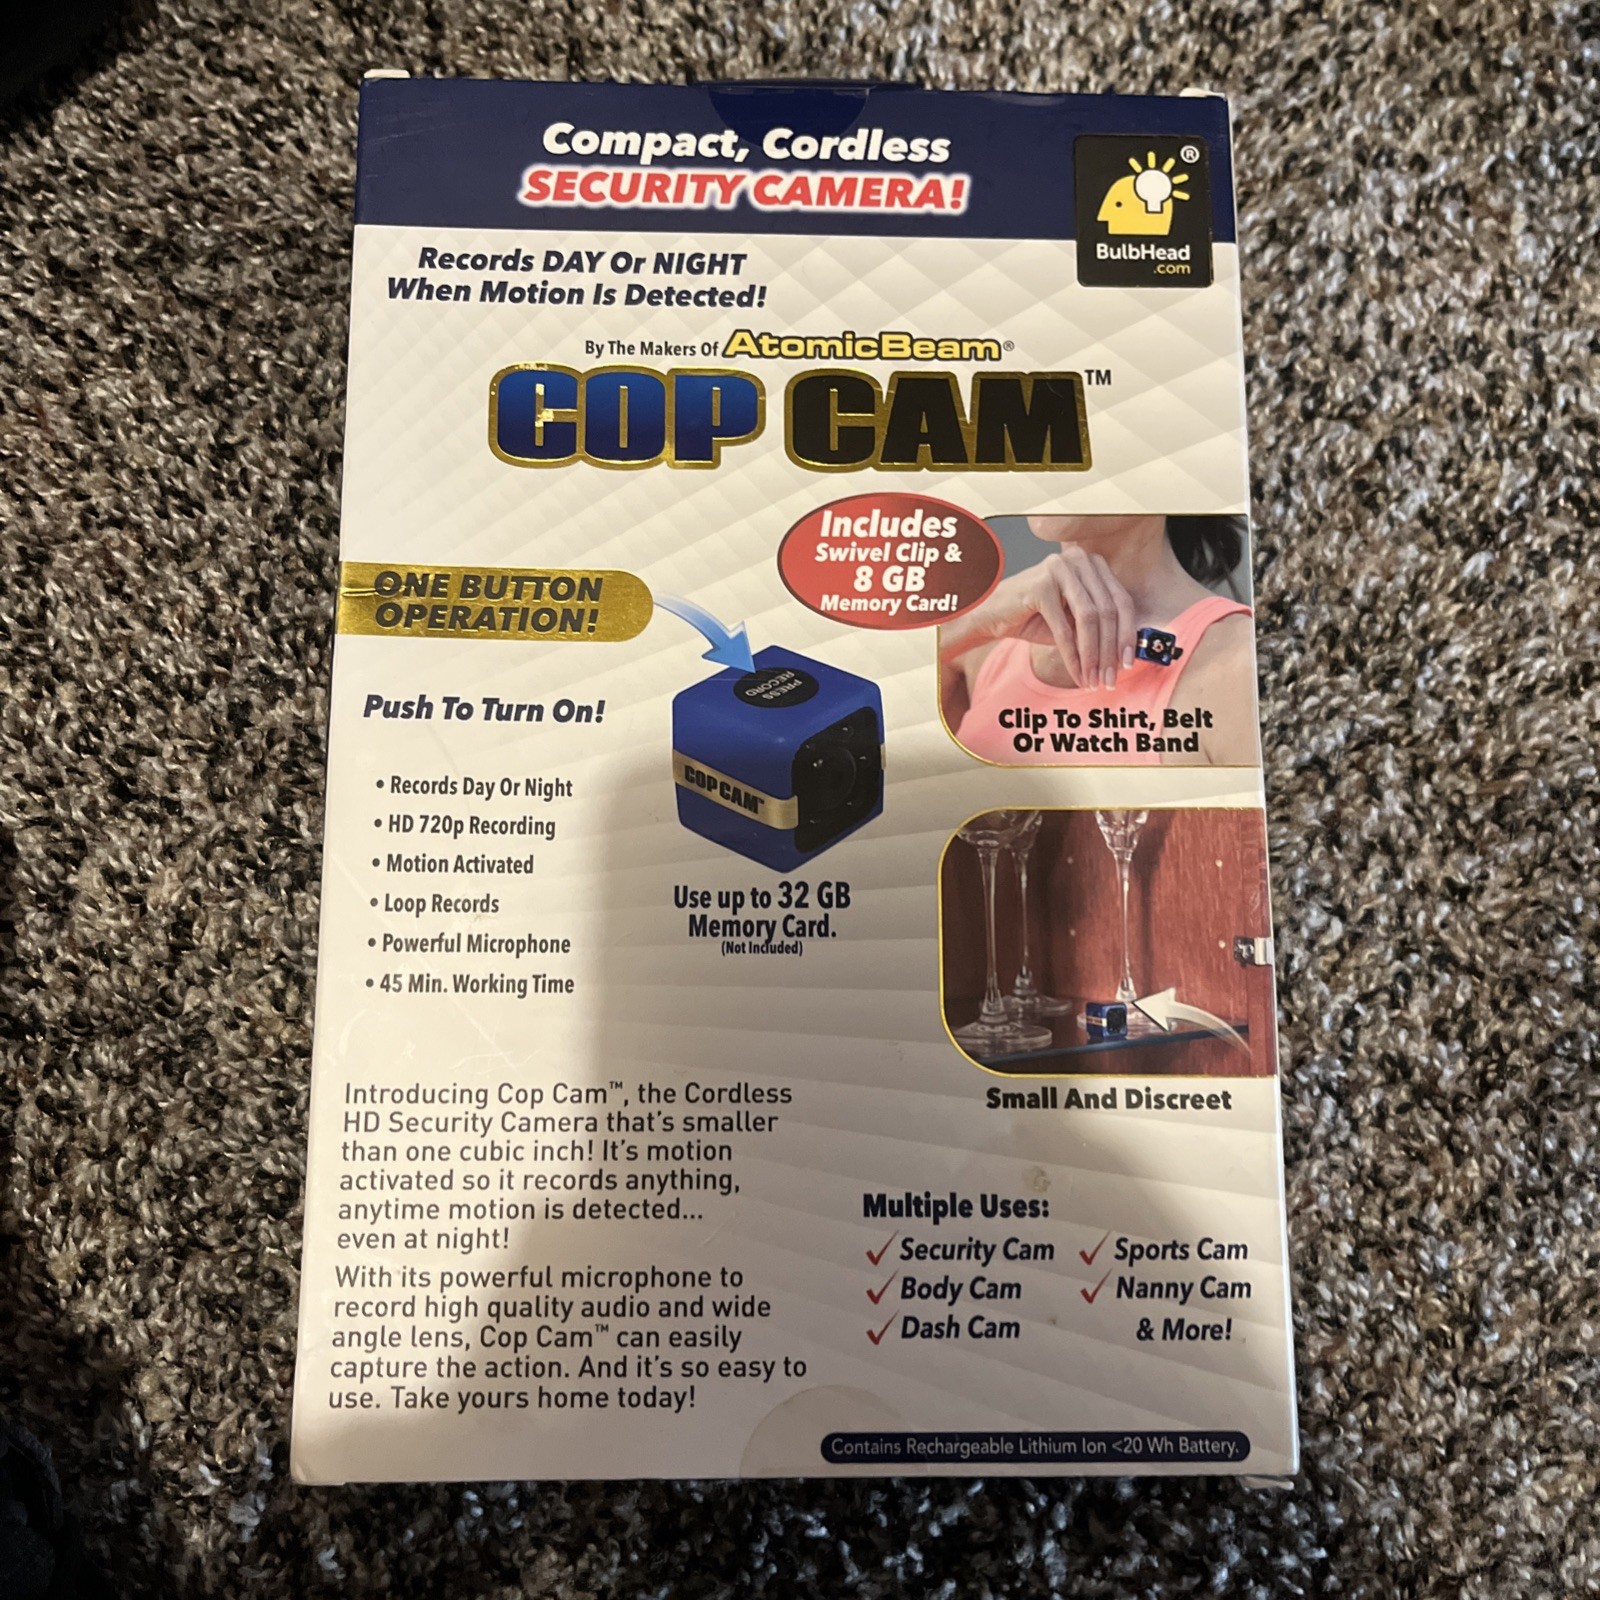 Compact, Cordless
SECURITY CAMERA!
®
BulbHead
.com
Records DAY Or NIGHT
When Motion Is Detected!
By The Makers Of AtomicBeam®
COP CAM™
Includes
Swivel Clip &
8 GB
Memory Card!
ONE BUTTON
OPERATION!
PRESS
RECORD
Push To Turn On!
COP CAM™
Clip To Shirt, Belt
Or Watch Band
• Records Day Or Night
• HD 720p Recording
• Motion Activated
• Loop Records
• Powerful Microphone
• 45 Min. Working Time
Use up to 32 GB
Memory Card.
(Not Included)
Small And Discreet
Introducing Cop Cam™, the Cordless
HD Security Camera that's smaller
than one cubic inch! It's motion
activated so it records anything,
anytime motion is detected...
even at night!
With its powerful microphone to
record high quality audio and wide
angle lens, Cop Cam™ can easily
capture the action. And it's so easy to
use. Take yours home today!
Multiple Uses:
✓ Security Cam ✓ Sports Cam
✓ Body Cam ✓ Nanny Cam
✓ Dash Cam & More!
Contains Rechargeable Lithium Ion <20 Wh Battery.